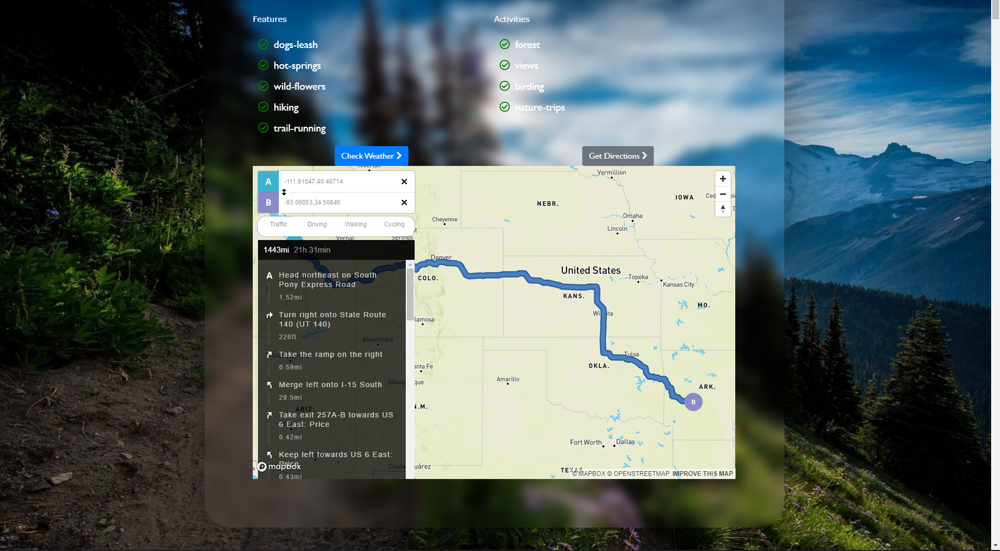 Features
Activities
dogs-leash
hot-springs
wild-flowers
hiking
trail-running
forest
views
birding
nature-trips
Check Weather
Get Directions
A
-111.91647,40.46714
B
-93.06853,34.50846
Traffic
Driving
Walking
Cycling
1443mi 21h 31min
A
Head northeast on South
Pony Express Road
1.52mi
Turn right onto State Route
140 (UT 140)
226ft
Take the ramp on the right
0.59mi
Merge left onto I-15 South
29.5mi
Take exit 257A-B towards US
6 East: Price
0.42mi
Keep left towards US 6 East:
Price
0.43mi
mapbox
Riverton
Vermillion
IOWA
NEBR.
Cheyenne
Omaha
Lincoln
Vernal
Springs
Denver
COLO.
United States
Topeka
Kansas City
KANS.
MO.
Wichita
lamosa
Bloomfield
Tulsa
OKLA.
anta Fe
Amarillo
Albuquerque
ARK.
B
N.M.
ARIZ.
Fort Worth
Dallas
Ciudad
uárez
TEXAS
© MAPBOX © OPENSTREETMAP IMPROVE THIS MAP